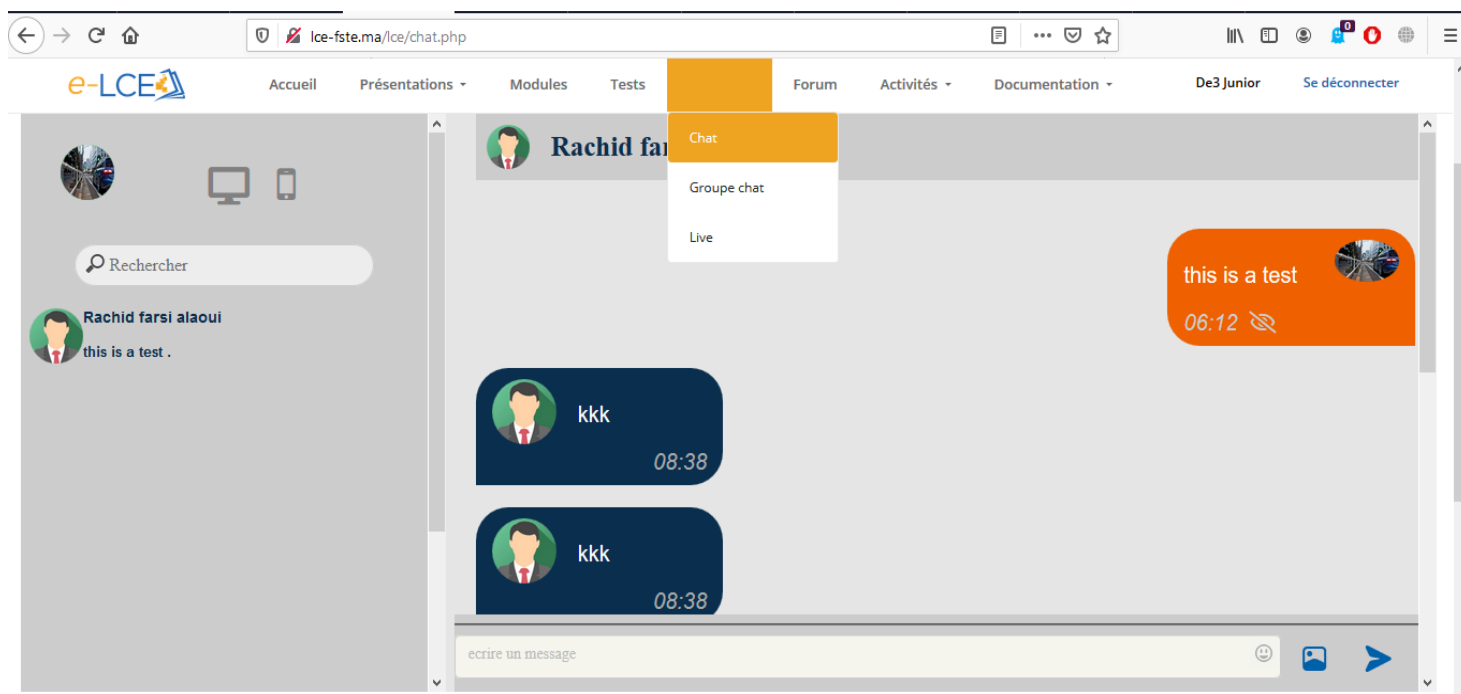 lce-fste.ma/lce/chat.php
0
e-LCE
Accueil
Présentations
Modules
Tests
Forum
Activités
Documentation
De3 Junior
Se déconnecter
Chat
Groupe chat
Live
Rechercher
Rachid farsi alaoui
this is a test .
Rachid
this is a test
06:12
kkk
08:38
kkk
08:38
ecrire un message